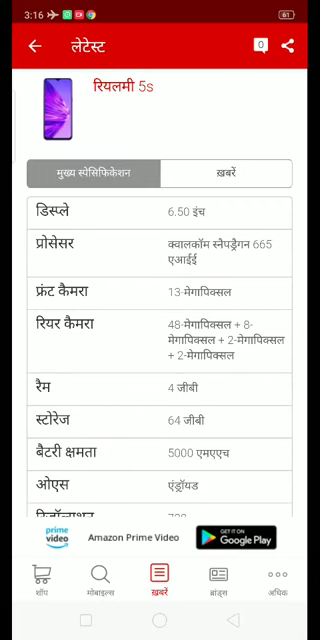 3:16
61
लेटेस्ट
0
रियलमी 5s
मुख्य स्पेसिफिकेशन
ख़बरें
डिस्प्ले
6.50 इंच
प्रोसेसर
क्वालकॉम स्नैपड्रैगन 665
एआईई
फ्रंट कैमरा
13-मेगापिक्सल
रियर कैमरा
48-मेगापिक्सल + 8-
मेगापिक्सल + 2-मेगापिक्सल
+ 2-मेगापिक्सल
रैम
4 जीबी
स्टोरेज
64 जीबी
बैटरी क्षमता
5000 एमएएच
ओएस
एंड्रॉयड
prime
video
Amazon Prime Video
GET IT ON
Google Play
शॉप
मोबाइल्स
ख़बरें
ब्रांड्स
अधिक